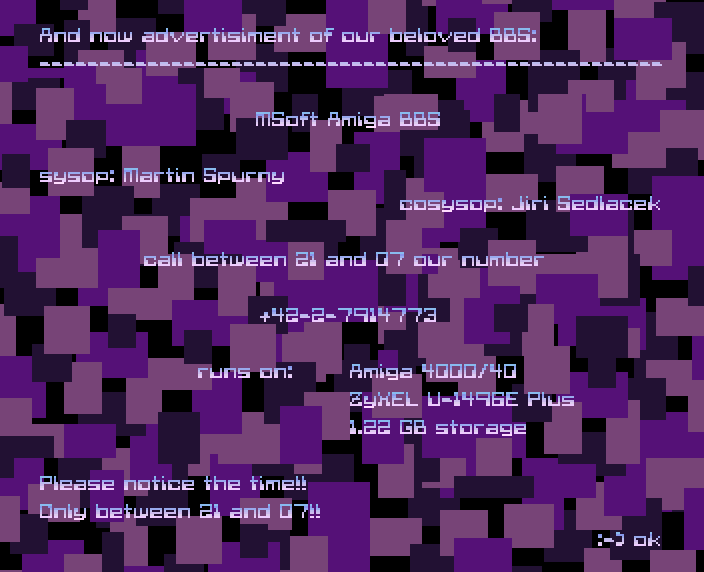 And now advertisiment of our beloved BBS:
----------------------------------------------------
MSoft Amiga BBS
sysop: Martin Spurny
cosysop: Jiri Sedlacek
call between 21 and 07 our number
+42-2-7914773
runs on: Amiga 4000/40
ZyXEL U-1496E Plus
1.22 GB storage
Please notice the time!!
Only between 21 and 07!!
:-) ok